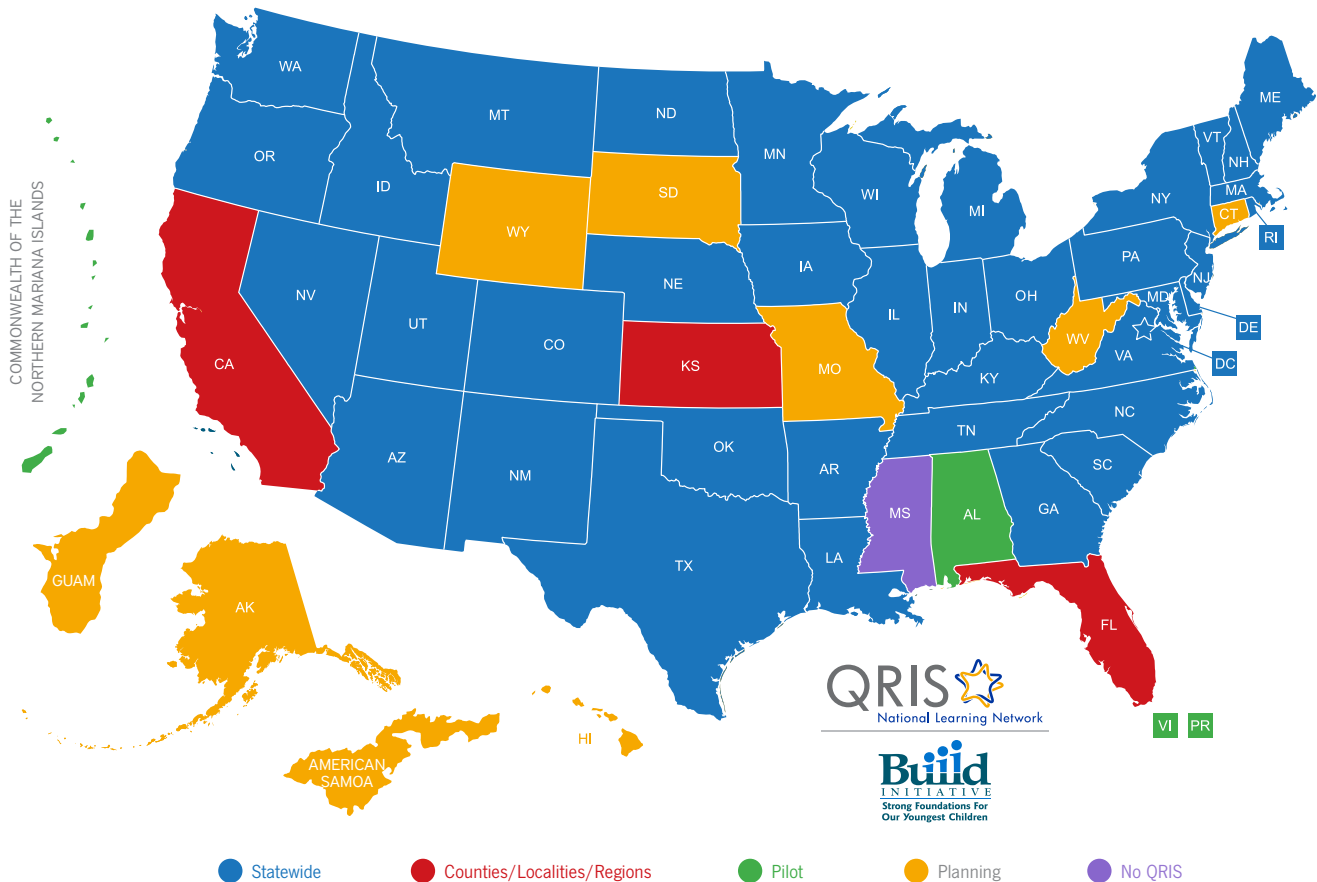 COMMONWEALTH OF THE
NORTHERN MARIANA ISLANDS
WA
MT
ND
MN
ME
VT
NH
OR
ID
SD
WI
MI
NY
MA
CT
RI
WY
IA
PA
NJ
NE
NV
UT
CO
IL
IN
OH
MD
DE
WV
VA
DC
CA
KS
MO
KY
NC
TN
AZ
NM
OK
AR
SC
MS
AL
GA
TX
LA
GUAM
AK
FL
QRIS
National Learning Network
VI PR
HI
AMERICAN
SAMOA
Build
INITIATIVE
Strong Foundations For
Our Youngest Children
Statewide Counties/Localities/Regions Pilot Planning No QRIS